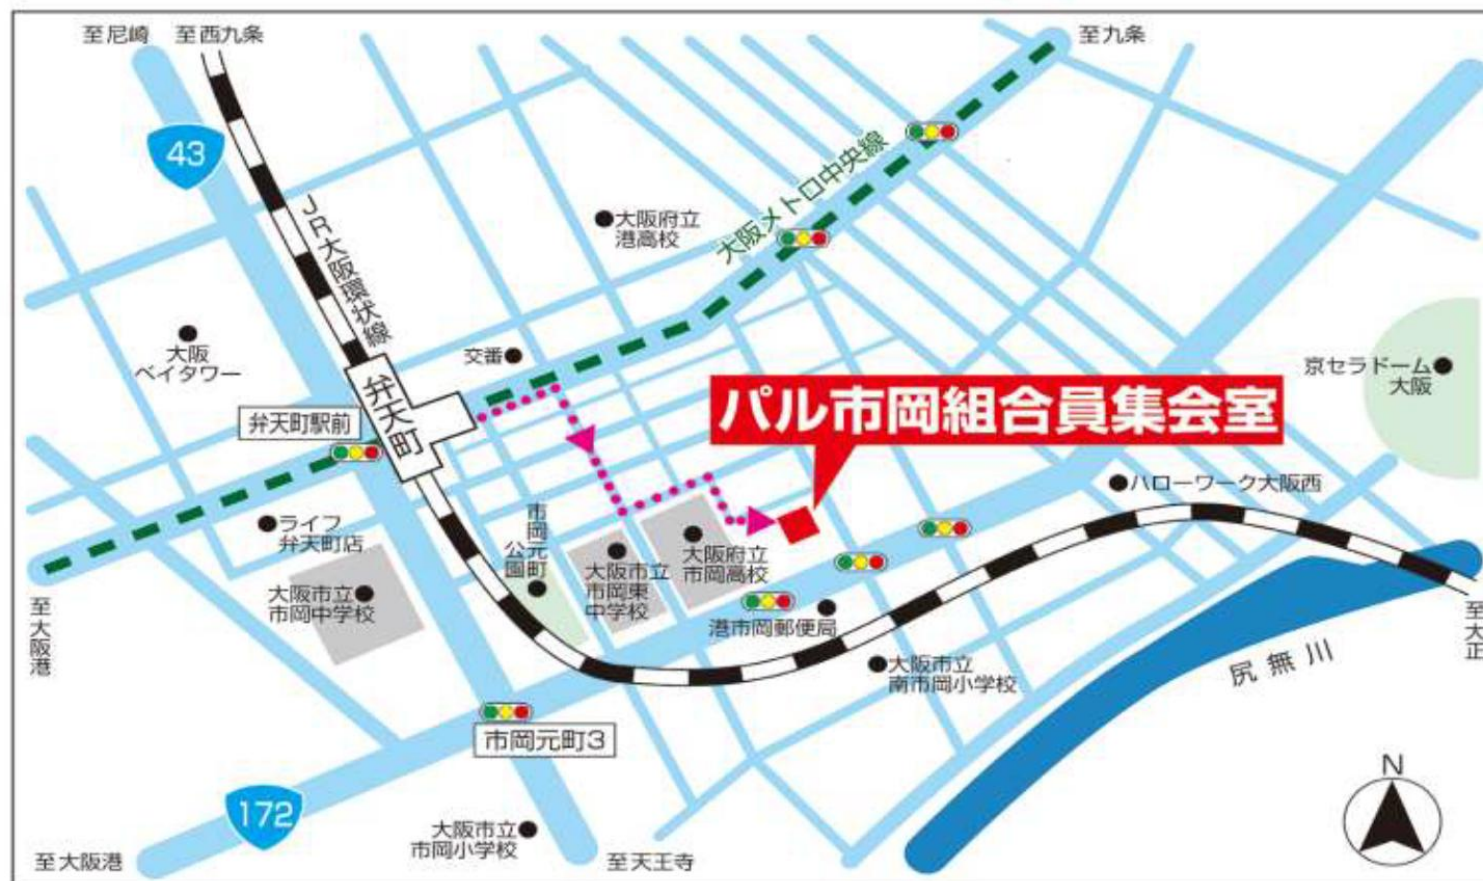 至尼崎
至西九条
至九条
43
JR大阪環状線
大阪メトロ中央線
大阪府立
港高校
大阪
ベイタワー
交番
京セラドーム
大阪
弁天町
弁天町駅前
パル市岡組合員集会室
ハローワーク大阪西
ライフ
弁天町店
市岡元町
公園
大阪市立
市岡東
中学校
大阪府立
市岡高校
大阪市立
市岡中学校
港市岡郵便局
至大阪港
至大正
大阪市立
南市岡小学校
尻無川
市岡元町3
N
172
大阪市立
市岡小学校
至大阪港
至天王寺